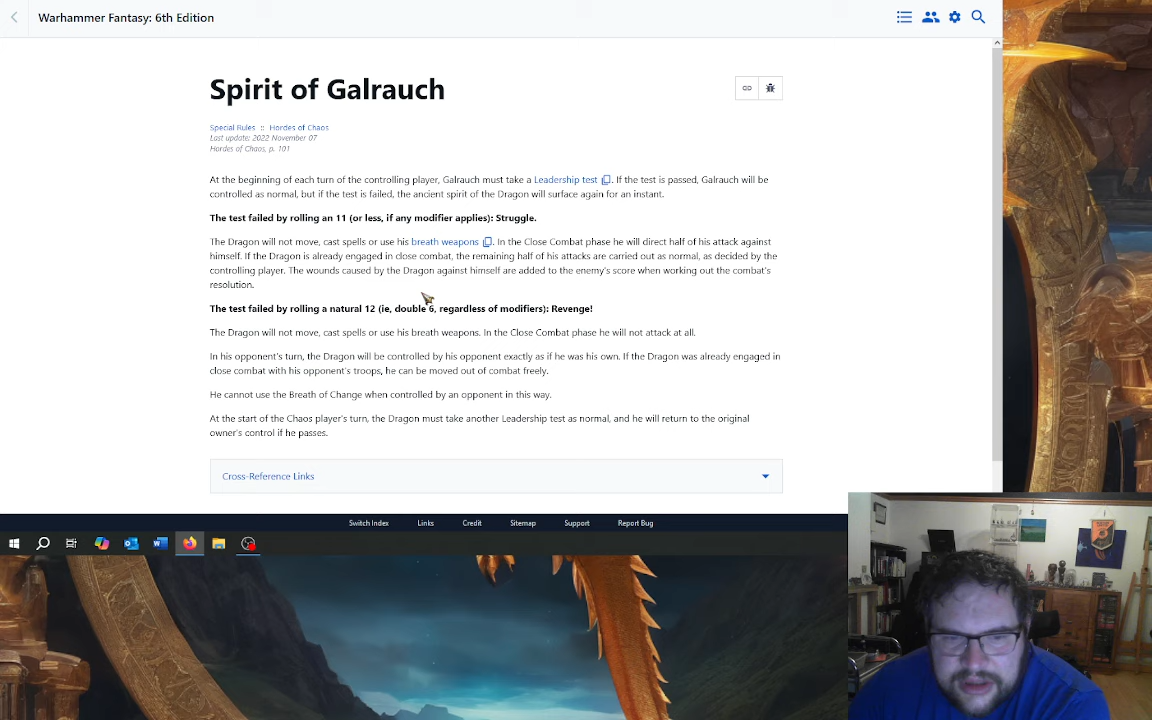 Warhammer Fantasy: 6th Edition
Spirit of Galrauch
Special Rules :: Hordes of Chaos
Last update: 2022 November 07
Hordes of Chaos, p. 101
At the beginning of each turn of the controlling player, Galrauch must take a Leadership test. If the test is passed, Galrauch will be
controlled as normal, but if the test is failed, the ancient spirit of the Dragon will surface again for an instant.
The test failed by rolling an 11 (or less, if any modifier applies): Struggle.
The Dragon will not move, cast spells or use his breath weapons. In the Close Combat phase he will direct half of his attack against
himself. If the Dragon is already engaged in close combat, the remaining half of his attacks are carried out as normal, as decided by the
controlling player. The wounds caused by the Dragon against himself are added to the enemy's score when working out the combat's
resolution.
The test failed by rolling a natural 12 (ie, double 6, regardless of modifiers): Revenge!
The Dragon will not move, cast spells or use his breath weapons. In the Close Combat phase he will not attack at all.
In his opponent's turn, the Dragon will be controlled by his opponent exactly as if he was his own. If the Dragon was already engaged in
close combat with his opponent's troops, he can be moved out of combat freely.
He cannot use the Breath of Change when controlled by an opponent in this way.
At the start of the Chaos player's turn, the Dragon must take another Leadership test as normal, and he will return to the original
owner's control if he passes.
Cross-Reference Links
Switch Index Links Credit Sitemap Support Report Bug